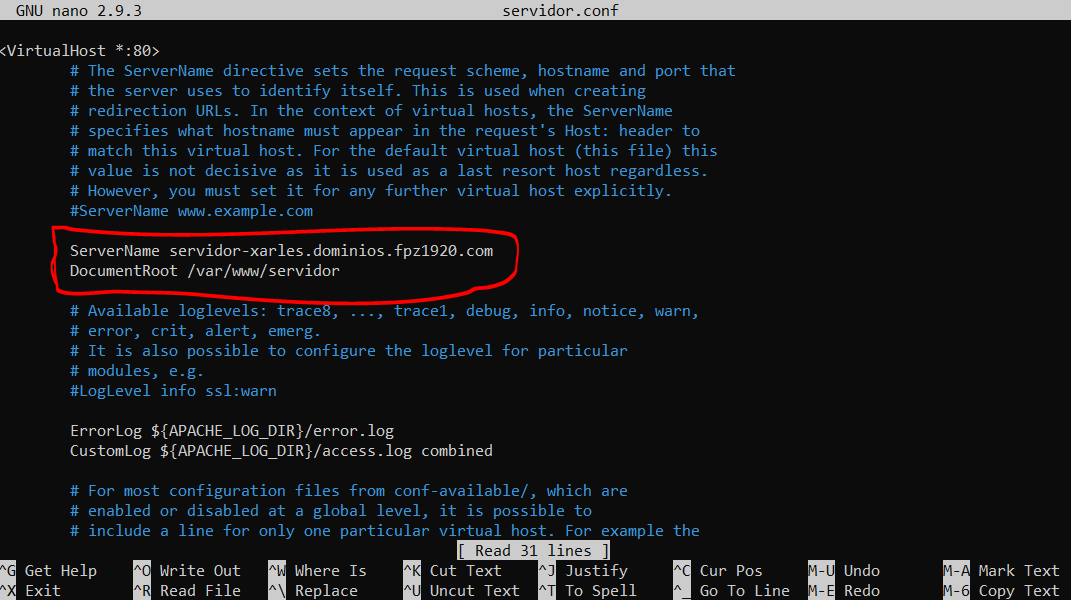 GNU nano 2.9.3 servidor.conf
<VirtualHost *:80>
# The ServerName directive sets the request scheme, hostname and port that
# the server uses to identify itself. This is used when creating
# redirection URLs. In the context of virtual hosts, the ServerName
# specifies what hostname must appear in the request's Host: header to
# match this virtual host. For the default virtual host (this file) this
# value is not decisive as it is used as a last resort host regardless.
# However, you must set it for any further virtual host explicitly.
#ServerName www.example.com
ServerName servidor-xarles.dominios.fpz1920.com
DocumentRoot /var/www/servidor
# Available loglevels: trace8, ..., trace1, debug, info, notice, warn,
# error, crit, alert, emerg.
# It is also possible to configure the loglevel for particular
# modules, e.g.
#LogLevel info ssl:warn
ErrorLog ${APACHE_LOG_DIR}/error.log
CustomLog ${APACHE_LOG_DIR}/access.log combined
# For most configuration files from conf-available/, which are
# enabled or disabled at a global level, it is possible to
# include a line for only one particular virtual host. For example the
[ Read 31 lines ]
^G Get Help ^O Write Out ^W Where Is ^K Cut Text ^J Justify ^C Cur Pos M-U Undo M-A Mark Text
^X Exit ^R Read File ^\ Replace ^U Uncut Text ^T To Spell ^_ Go To Line M-E Redo M-6 Copy Text